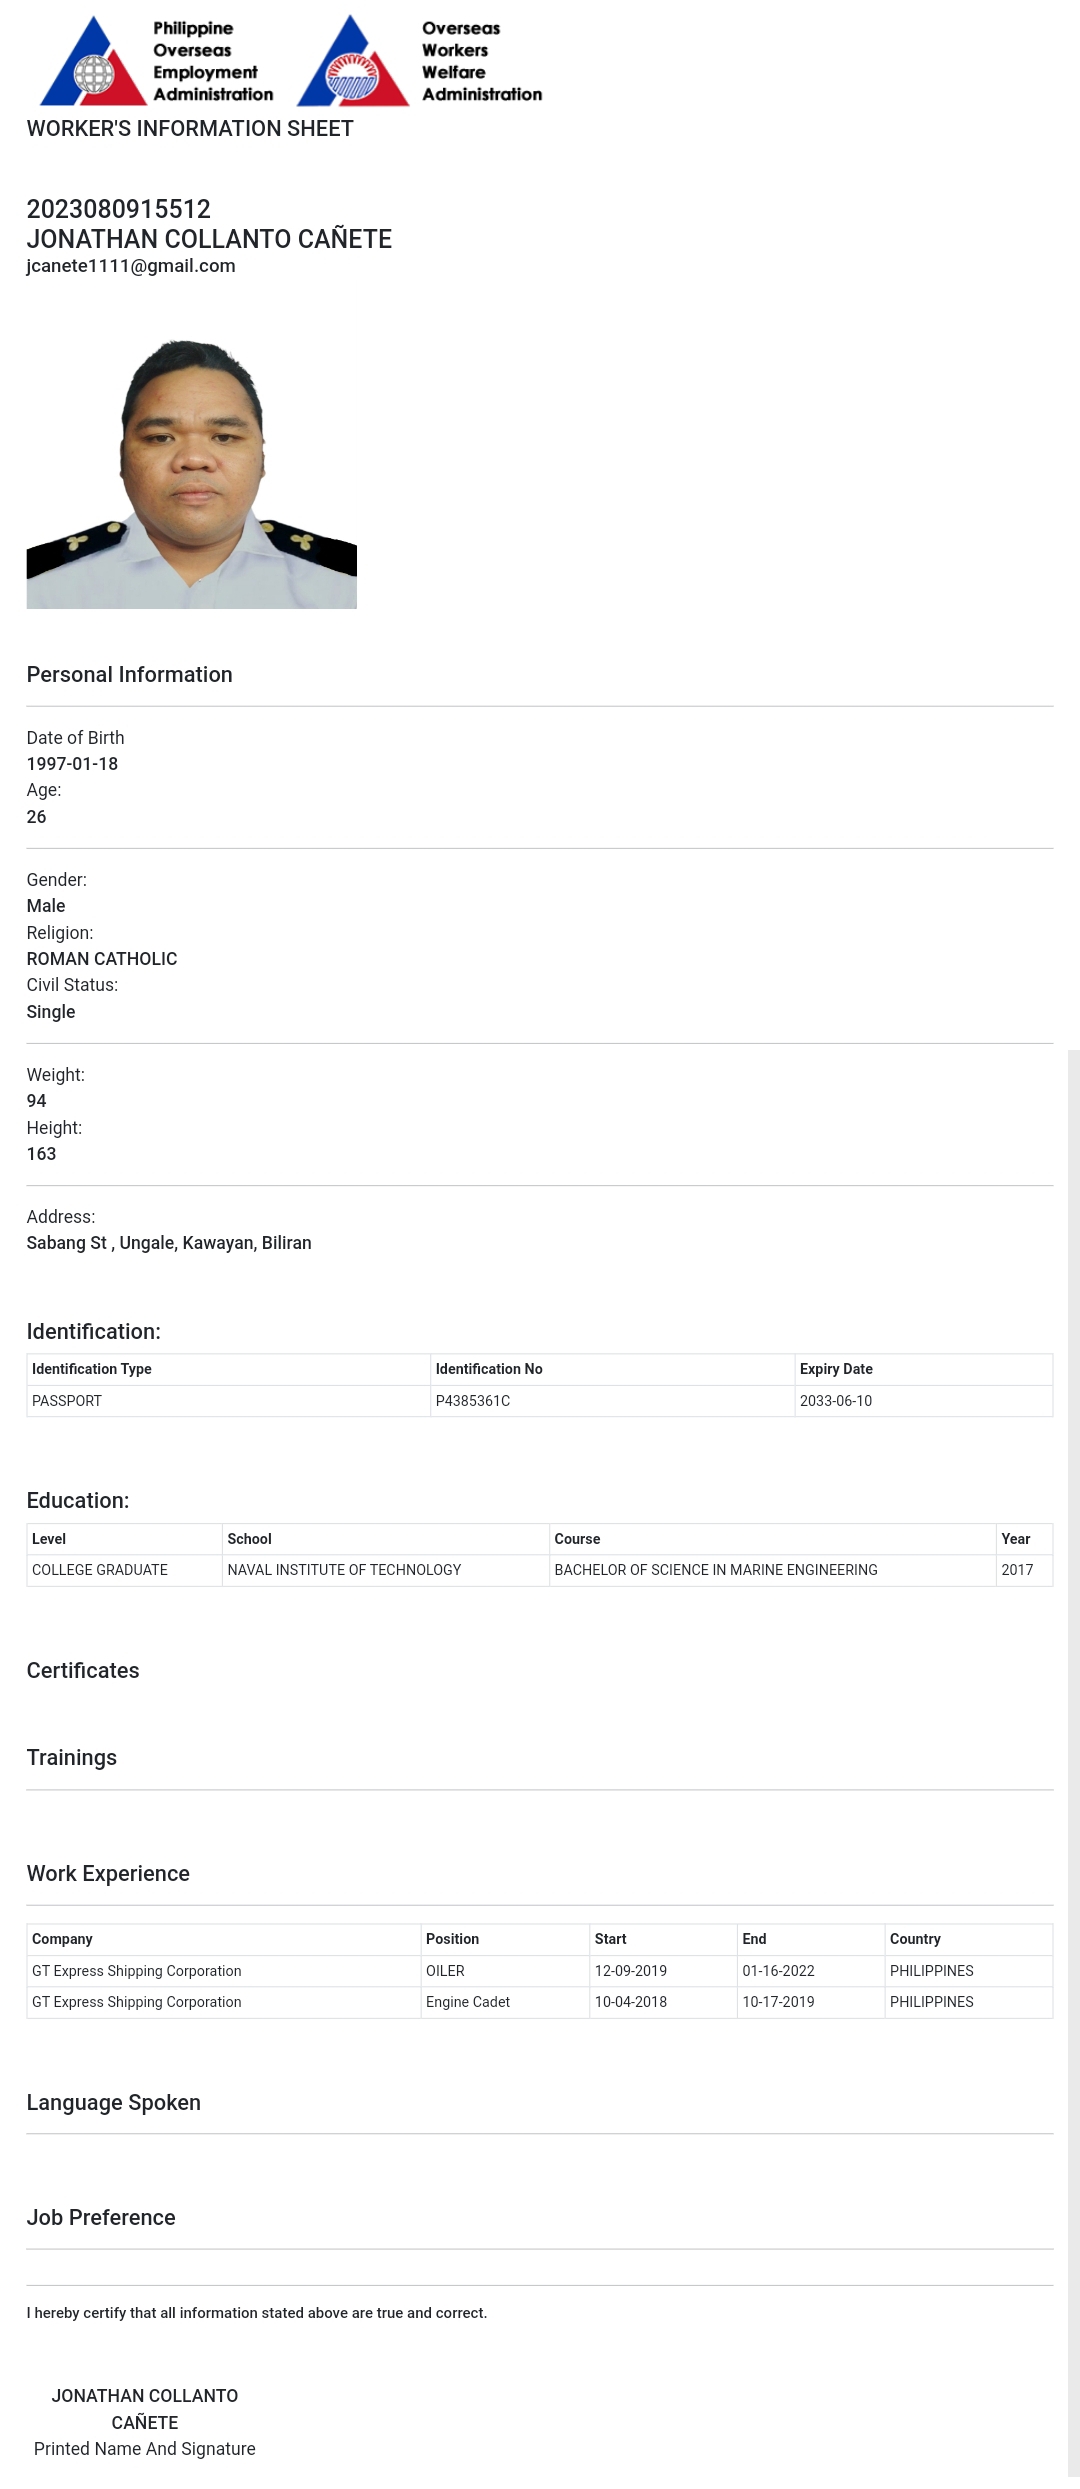 Philippine
Overseas
Employment
Administration
Overseas
Workers
Welfare
Administration
WORKER'S INFORMATION SHEET
2023080915512
JONATHAN COLLANTO CAÑETE
jcanete1111@gmail.com
Personal Information
Date of Birth
1997-01-18
Age:
26
Gender:
Male
Religion:
ROMAN CATHOLIC
Civil Status:
Single
Weight:
94
Height:
163
Address:
Sabang St , Ungale, Kawayan, Biliran
Identification:
Identification Type Identification No Expiry Date
PASSPORT P4385361C 2033-06-10
Education:
Level School Course Year
COLLEGE GRADUATE NAVAL INSTITUTE OF TECHNOLOGY BACHELOR OF SCIENCE IN MARINE ENGINEERING 2017
Certificates
Trainings
Work Experience
Company Position Start End Country
GT Express Shipping Corporation OILER 12-09-2019 01-16-2022 PHILIPPINES
GT Express Shipping Corporation Engine Cadet 10-04-2018 10-17-2019 PHILIPPINES
Language Spoken
Job Preference
I hereby certify that all information stated above are true and correct.
JONATHAN COLLANTO
CAÑETE
Printed Name And Signature